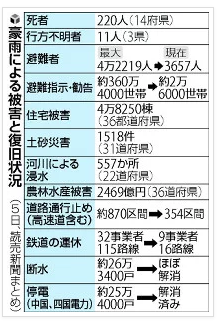 豪雨による被害と復旧状況
(5日、読売新聞まとめ)
死者 220人(14府県)
行方不明者 11人(3県)
避難者 最大 現在
4万2219人➡3657人
避難指示・勧告 約360万 約2万
4000世帯➡6000世帯
住宅被害 4万8250棟
(36都道府県)
土砂災害 1518件
(31道府県)
河川による 557か所
浸水 (22道府県)
農林水産被害 2469億円(36道府県)
道路通行止め 約870区間➡354区間
(高速道含む)
鉄道の運休 32事業者 9事業者
115路線➡16路線
断水 約26万 ほぼ
3400戸➡解消
停電 約25万 解消
(中国、四国電力) 4000戸➡済み